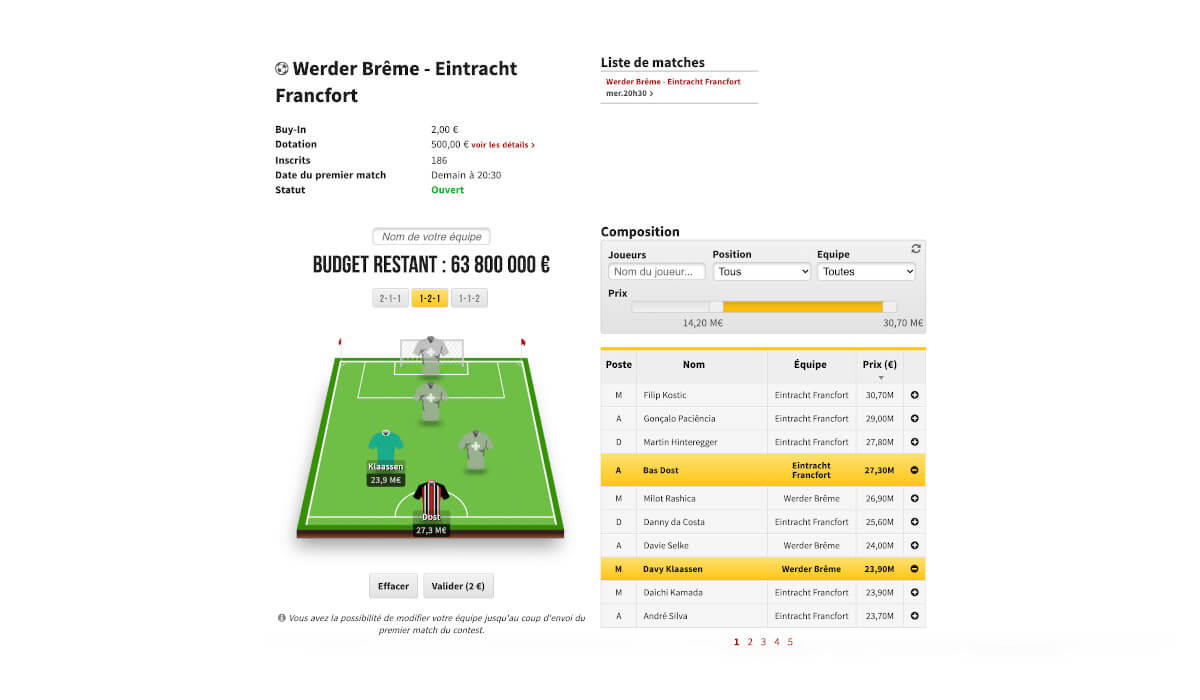 Werder Brême - Eintracht
Francfort
Buy-In 2,00 €
Dotation 500,00 € voir les détails >
Inscrits 186
Date du premier match Demain à 20:30
Statut Ouvert
Liste de matches
Werder Brême - Eintracht Francfort
mer.20h30 >
Nom de votre équipe
BUDGET RESTANT : 63 800 000 €
2-1-1 1-2-1 1-1-2
Klaassen
23,9 M€
Dost
27,3 M€
Effacer Valider (2 €)
Vous avez la possibilité de modifier votre équipe jusqu'au coup d'envoi du
premier match du contest.
Composition
Joueurs Position Equipe
Nom du joueur... Tous Toutes
Prix
14,20 M€ 30,70 M€
Poste Nom Équipe Prix (€)
M Filip Kostic Eintracht Francfort 30,70M
A Gonçalo Paciência Eintracht Francfort 29,00M
D Martin Hinteregger Eintracht Francfort 27,80M
A Bas Dost Eintracht Francfort 27,30M
M Milot Rashica Werder Brême 26,90M
D Danny da Costa Eintracht Francfort 25,60M
A Davie Selke Werder Brême 24,00M
M Davy Klaassen Werder Brême 23,90M
M Daichi Kamada Eintracht Francfort 23,90M
A André Silva Eintracht Francfort 23,70M
1 2 3 4 5